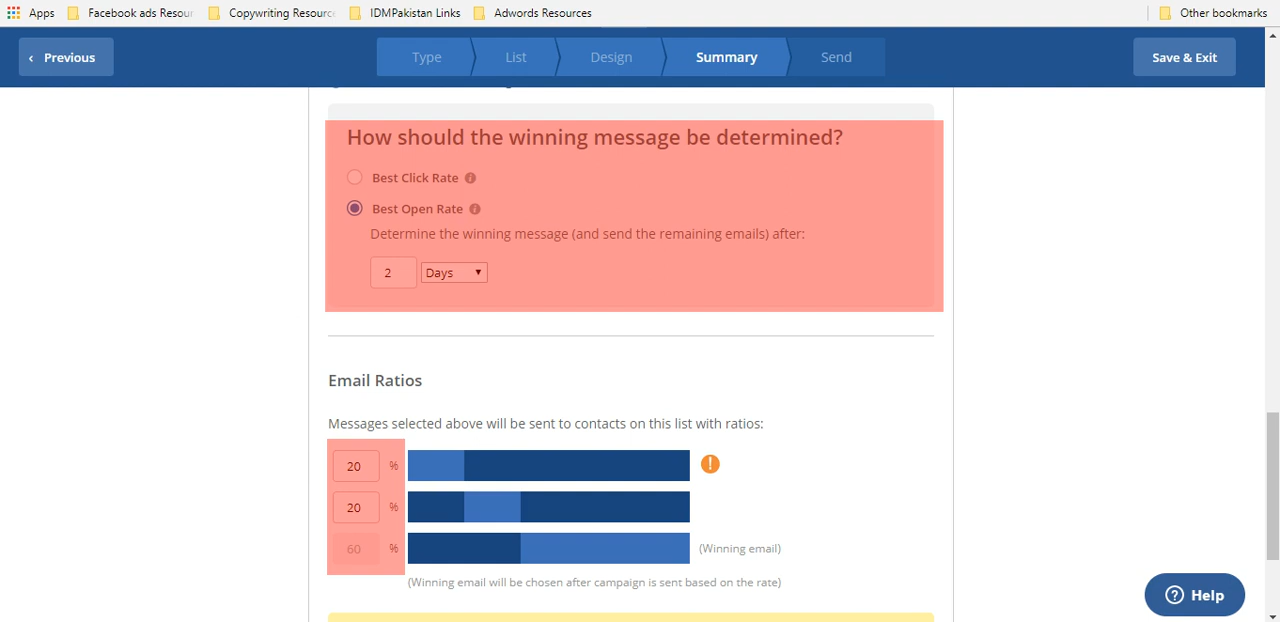 Apps Facebook ads Resour Copywriting Resource IDMPakistan Links Adwords Resources Other bookmarks
‹ Previous Type List Design Summary Send Save & Exit
How should the winning message be determined?
Best Click Rate
Best Open Rate
Determine the winning message (and send the remaining emails) after:
2 Days
Email Ratios
Messages selected above will be sent to contacts on this list with ratios:
20 % !
20 %
60 % (Winning email)
(Winning email will be chosen after campaign is sent based on the rate)
? Help